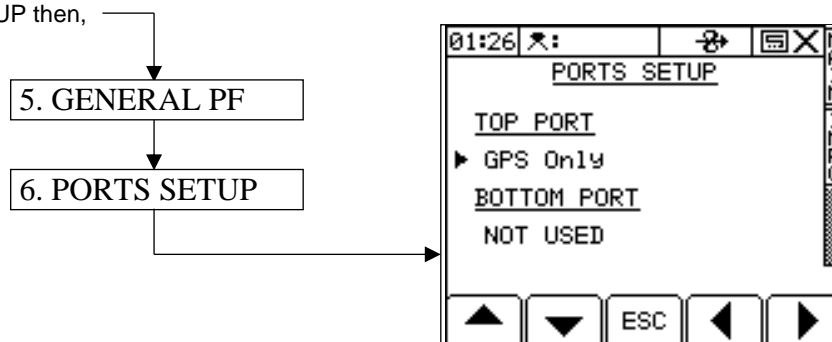 UP then,
5. GENERAL PF
6. PORTS SETUP
01:26
PORTS SETUP
TOP PORT
GPS Only
BOTTOM PORT
NOT USED
ESC